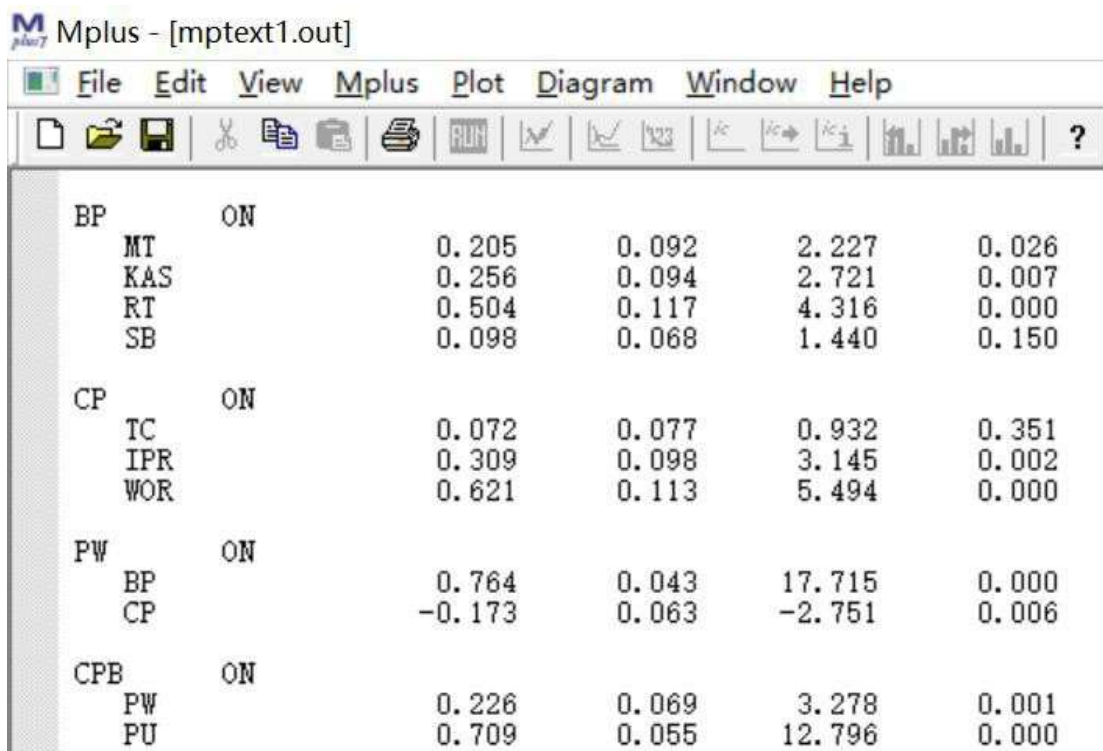 M plus7 Mplus - [mptext1.out]
File Edit View Mplus Plot Diagram Window Help
RUN ?
BP ON
MT 0.205 0.092 2.227 0.026
KAS 0.256 0.094 2.721 0.007
RT 0.504 0.117 4.316 0.000
SB 0.098 0.068 1.440 0.150
CP ON
TC 0.072 0.077 0.932 0.351
IPR 0.309 0.098 3.145 0.002
WOR 0.621 0.113 5.494 0.000
PW ON
BP 0.764 0.043 17.715 0.000
CP -0.173 0.063 -2.751 0.006
CPB ON
PW 0.226 0.069 3.278 0.001
PU 0.709 0.055 12.796 0.000